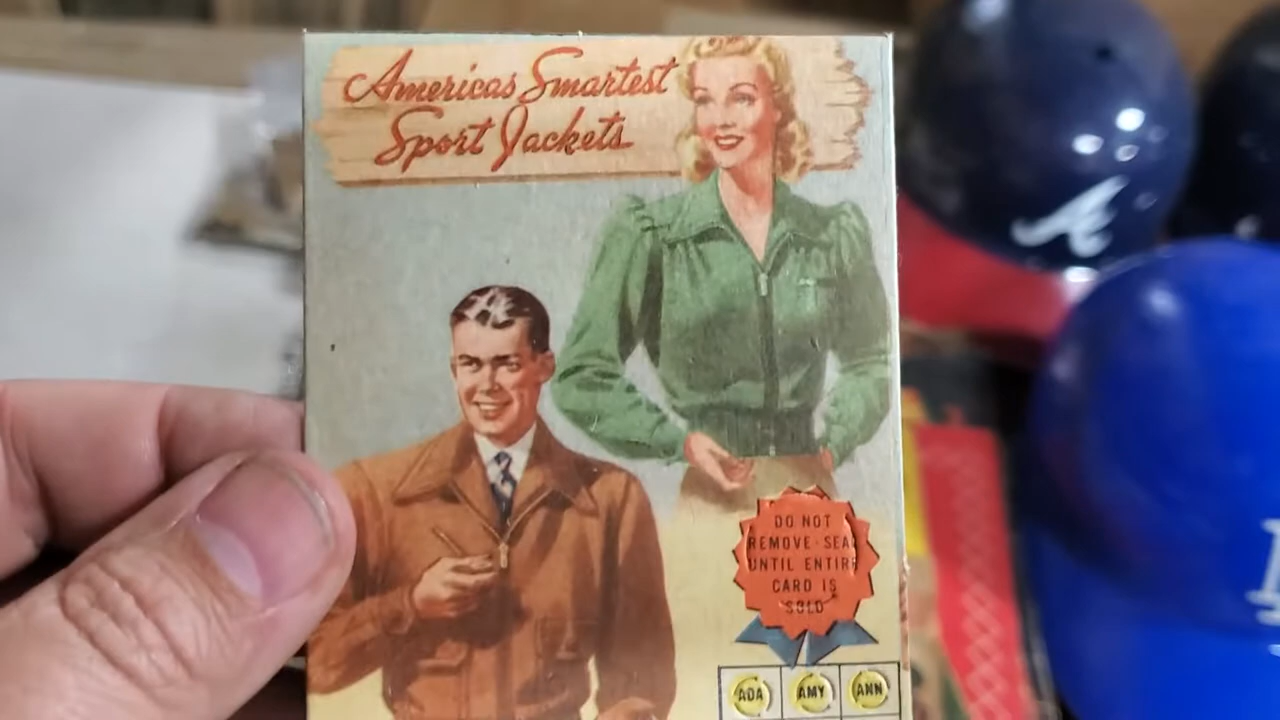 Americas Smartest
Sport Jackets
DO NOT
REMOVE · SEAL
UNTIL ENTIRE
CARD IS
SOLD
ADA AMY ANN
A